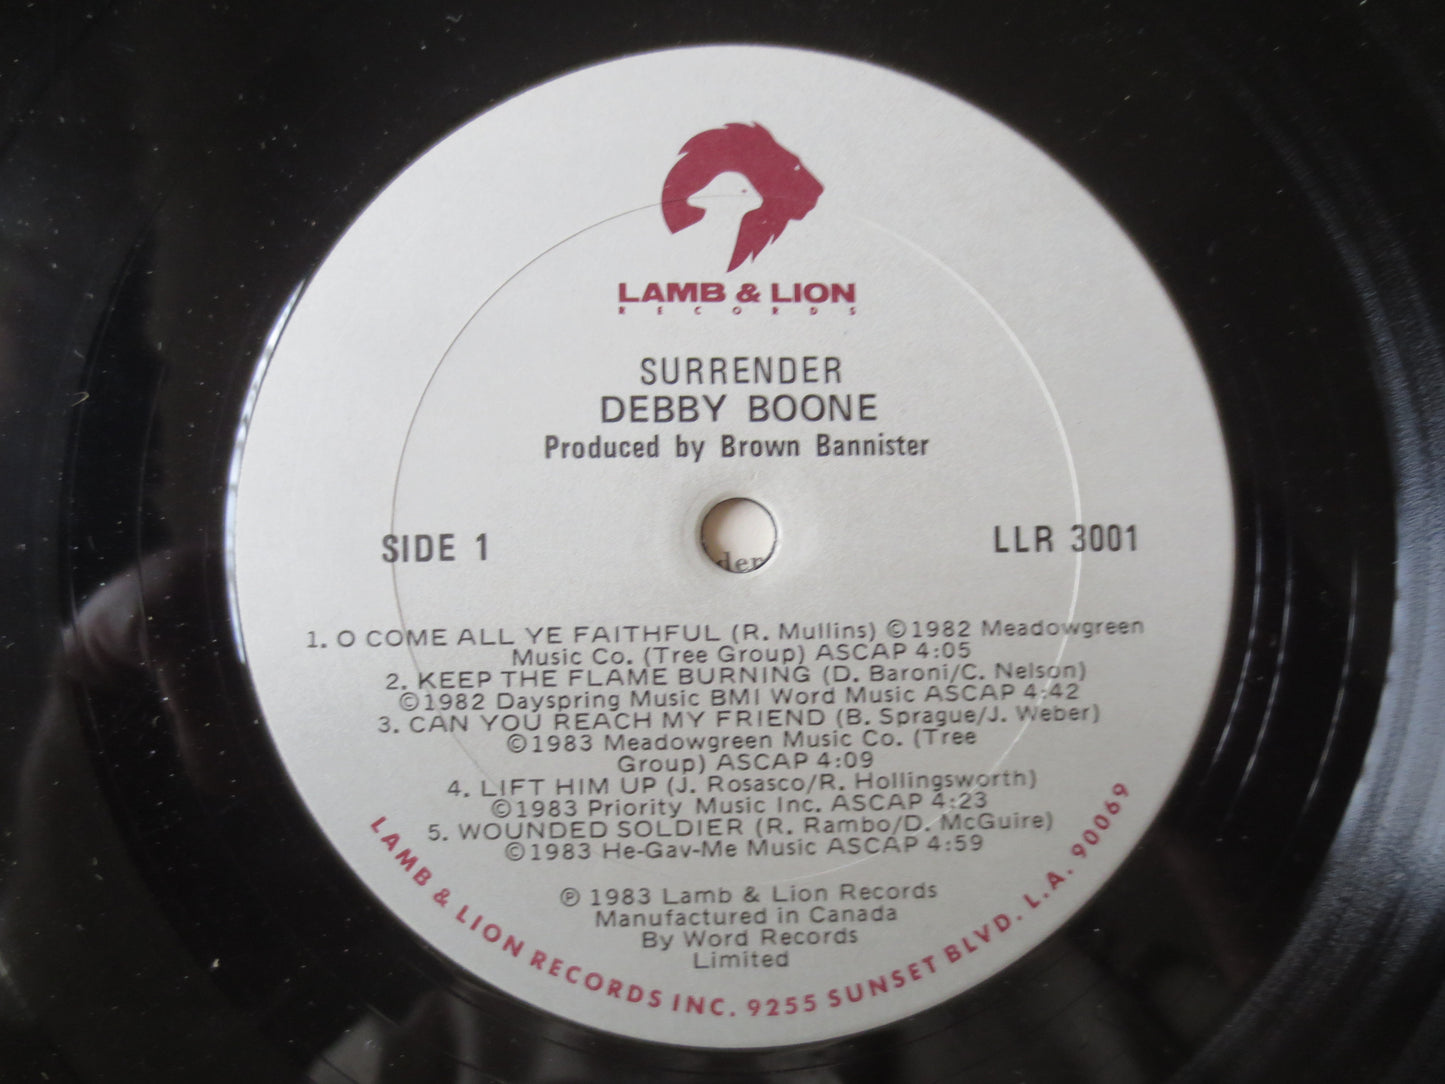 LAMB & LION
RECORDS
SURRENDER
DEBBY BOONE
Produced by Brown Bannister
SIDE 1
LLR 3001
der
1. O COME ALL YE FAITHFUL (R. Mullins) ©1982 Meadowgreen
Music Co. (Tree Group) ASCAP 4:05
2. KEEP THE FLAME BURNING (D. Baroni/C. Nelson)
©1982 Dayspring Music BMI Word Music ASCAP 4:42
3. CAN YOU REACH MY FRIEND (B. Sprague/J. Weber)
©1983 Meadowgreen Music Co. (Tree
Group) ASCAP 4:09
4. LIFT HIM UP (J. Rosasco/R. Hollingsworth)
©1983 Priority Music Inc. ASCAP 4:23
5. WOUNDED SOLDIER (R. Rambo/D. McGuire)
©1983 He-Gav-Me Music ASCAP 4:59
℗ 1983 Lamb & Lion Records
Manufactured in Canada
By Word Records
Limited
LAMB & LION RECORDS INC. 9255 SUNSET BLVD. L.A. 90069